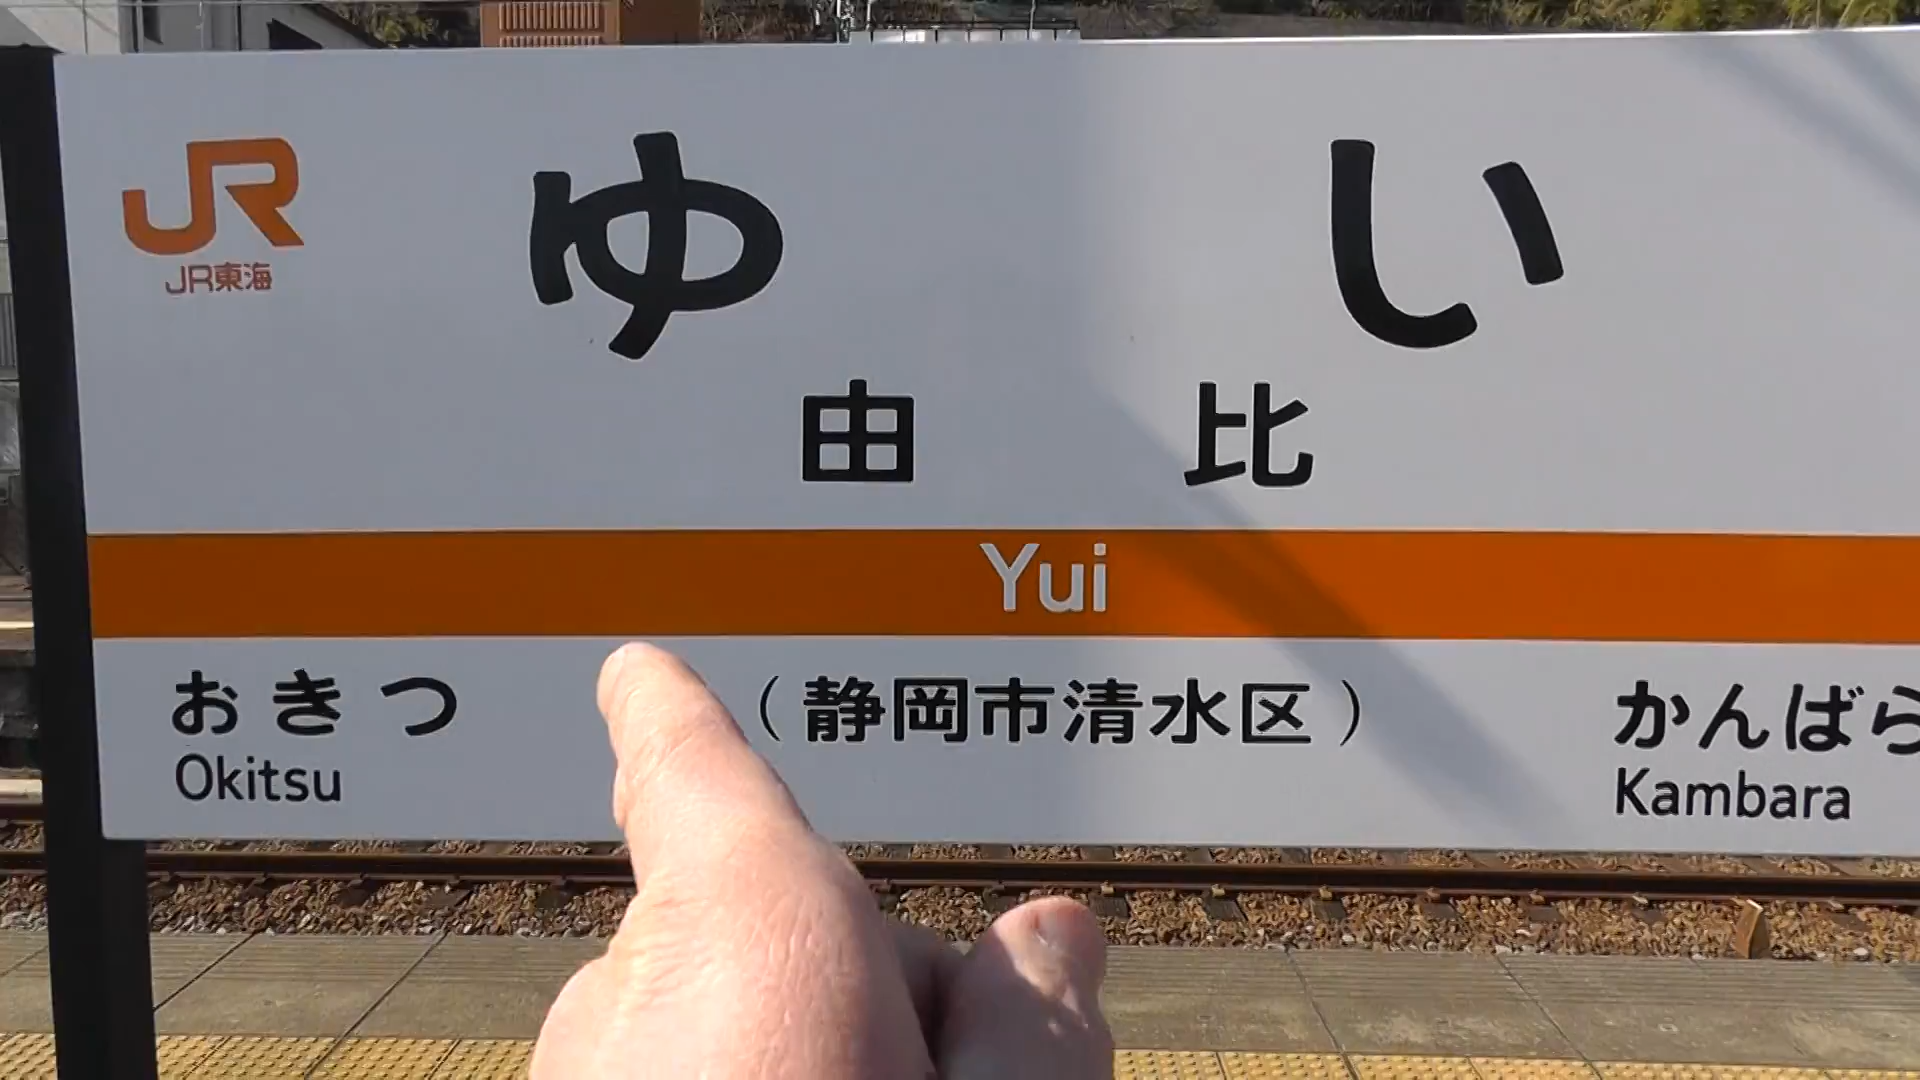 JR
JR東海
ゆい
由比
Yui
おきつ
Okitsu
（静岡市清水区）
かんばら
Kambara